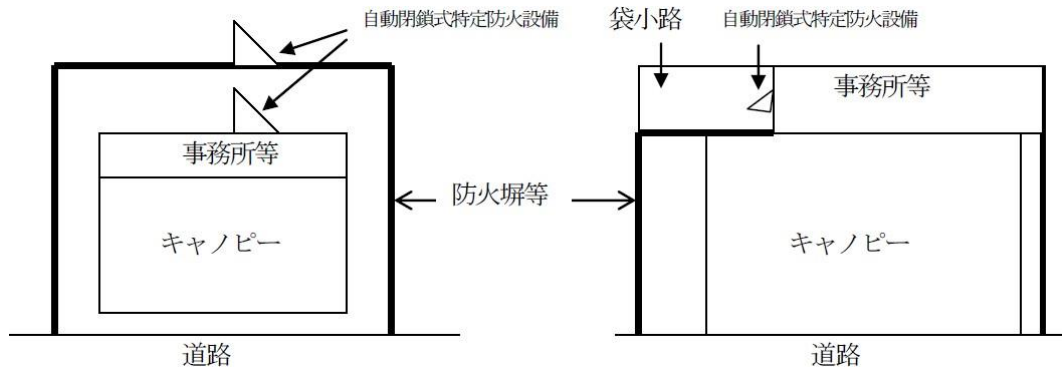 自動閉鎖式特定防火設備
袋小路
自動閉鎖式特定防火設備
事務所等
事務所等
防火塀等
キャノピー
キャノピー
道路
道路